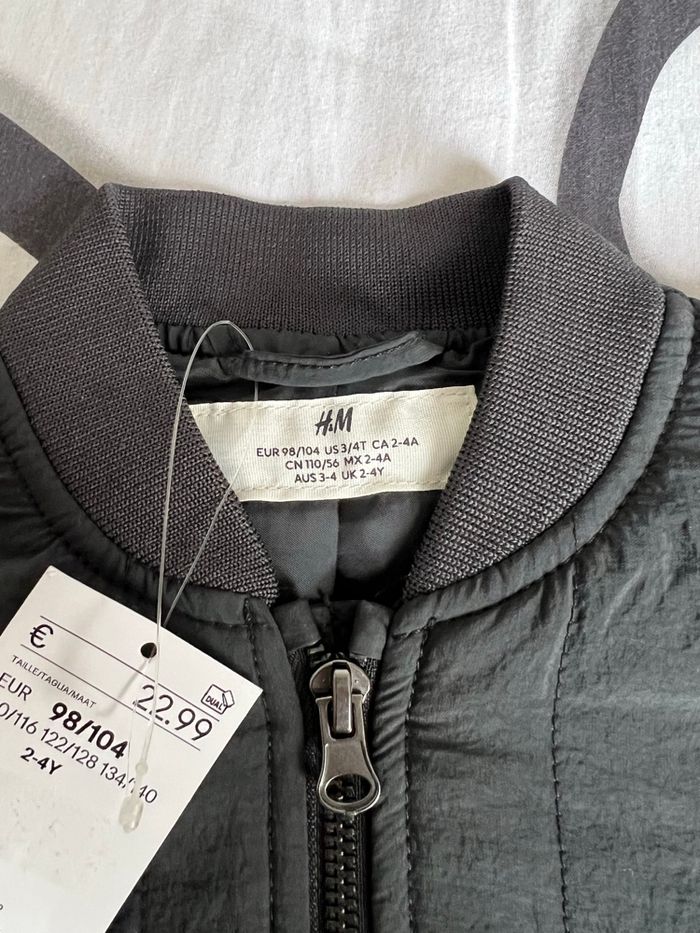 H&M
EUR 98/104 US 3/4T CA 2-4A
CN 110/56 MX 2-4A
AUS 3-4 UK 2-4Y
€ 22.99
DUAL
TAILLE/TAGLIA/MAAT
EUR 98/104
0/116 122/128 134/140
2-4Y